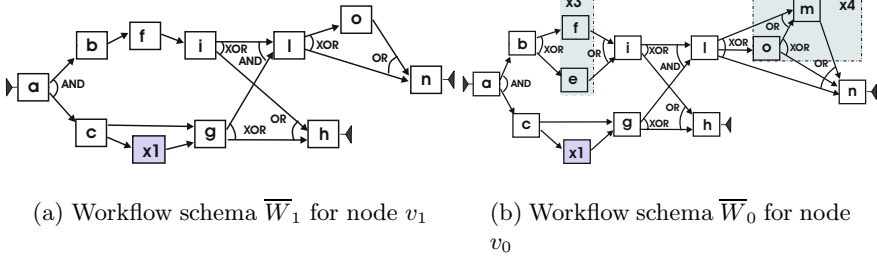 x3
m
x4
o
OR
b
f
i
XOR
l
XOR
AND
OR
a
AND
n
c
x1
g
XOR
OR
h
b
XOR
f
e
OR
i
XOR
AND
l
XOR
o
XOR
OR
n
a
AND
c
x1
g
XOR
OR
h
(a) Workflow schema W̅₁ for node v₁
(b) Workflow schema W̅₀ for node
v₀